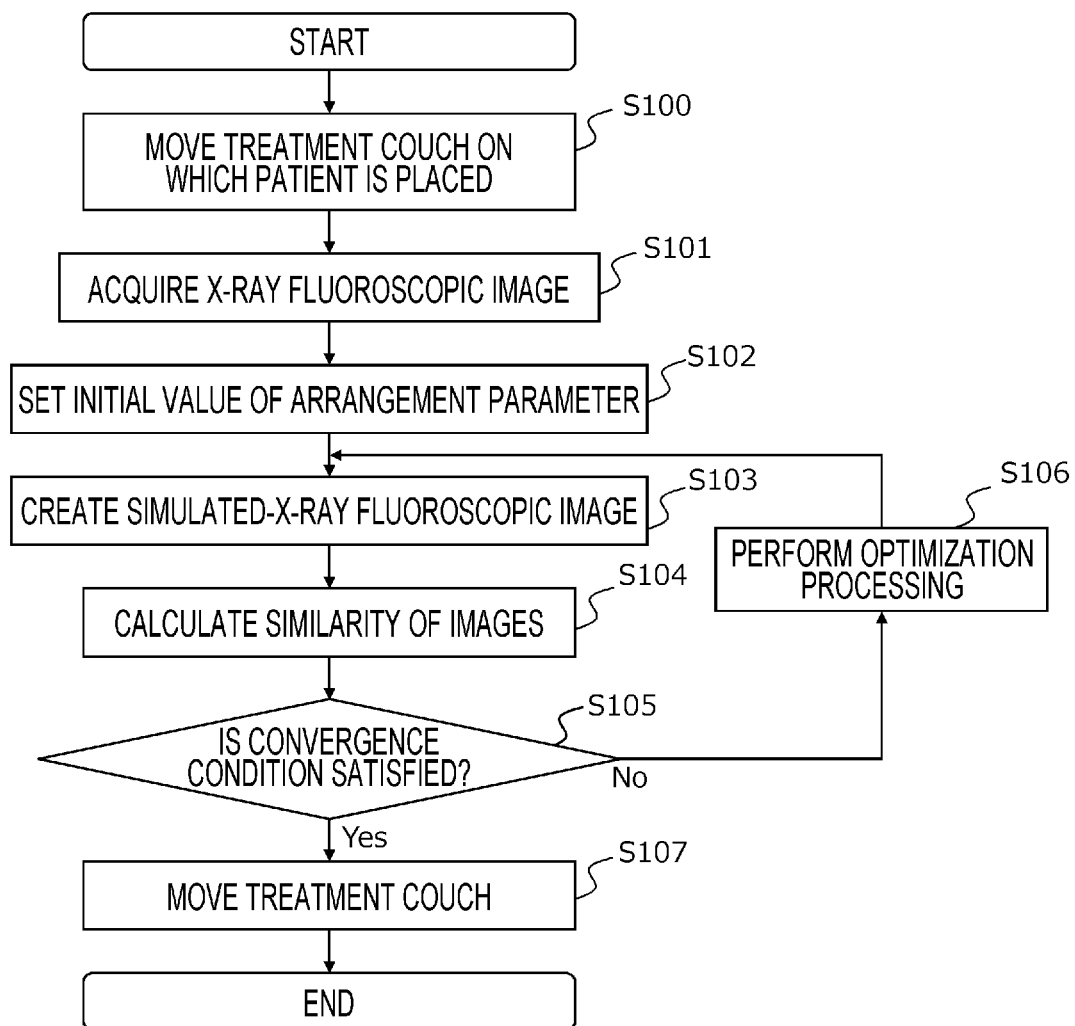 START
S100
MOVE TREATMENT COUCH ON
WHICH PATIENT IS PLACED
S101
ACQUIRE X-RAY FLUOROSCOPIC IMAGE
S102
SET INITIAL VALUE OF ARRANGEMENT PARAMETER
S103
CREATE SIMULATED-X-RAY FLUOROSCOPIC IMAGE
S106
PERFORM OPTIMIZATION
PROCESSING
S104
CALCULATE SIMILARITY OF IMAGES
S105
IS CONVERGENCE
CONDITION SATISFIED?
No
Yes
S107
MOVE TREATMENT COUCH
END